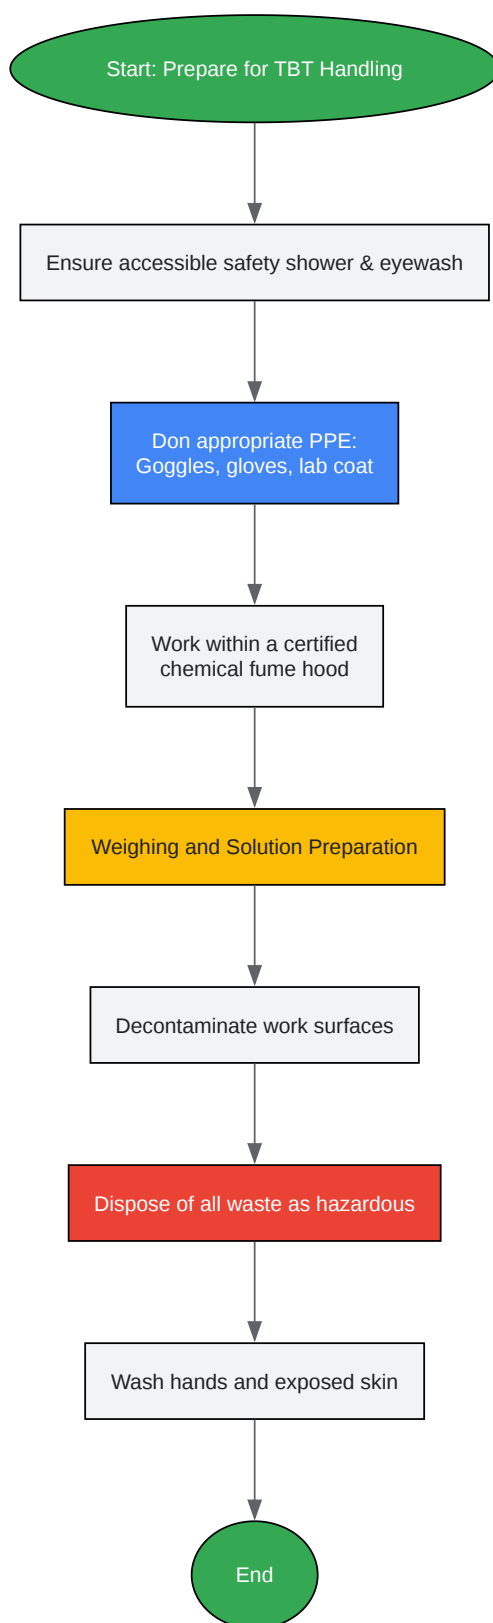 Start: Prepare for TBT Handling
Ensure accessible safety shower & eyewash
Don appropriate PPE:
Goggles, gloves, lab coat
Work within a certified
chemical fume hood
Weighing and Solution Preparation
Decontaminate work surfaces
Dispose of all waste as hazardous
Wash hands and exposed skin
End